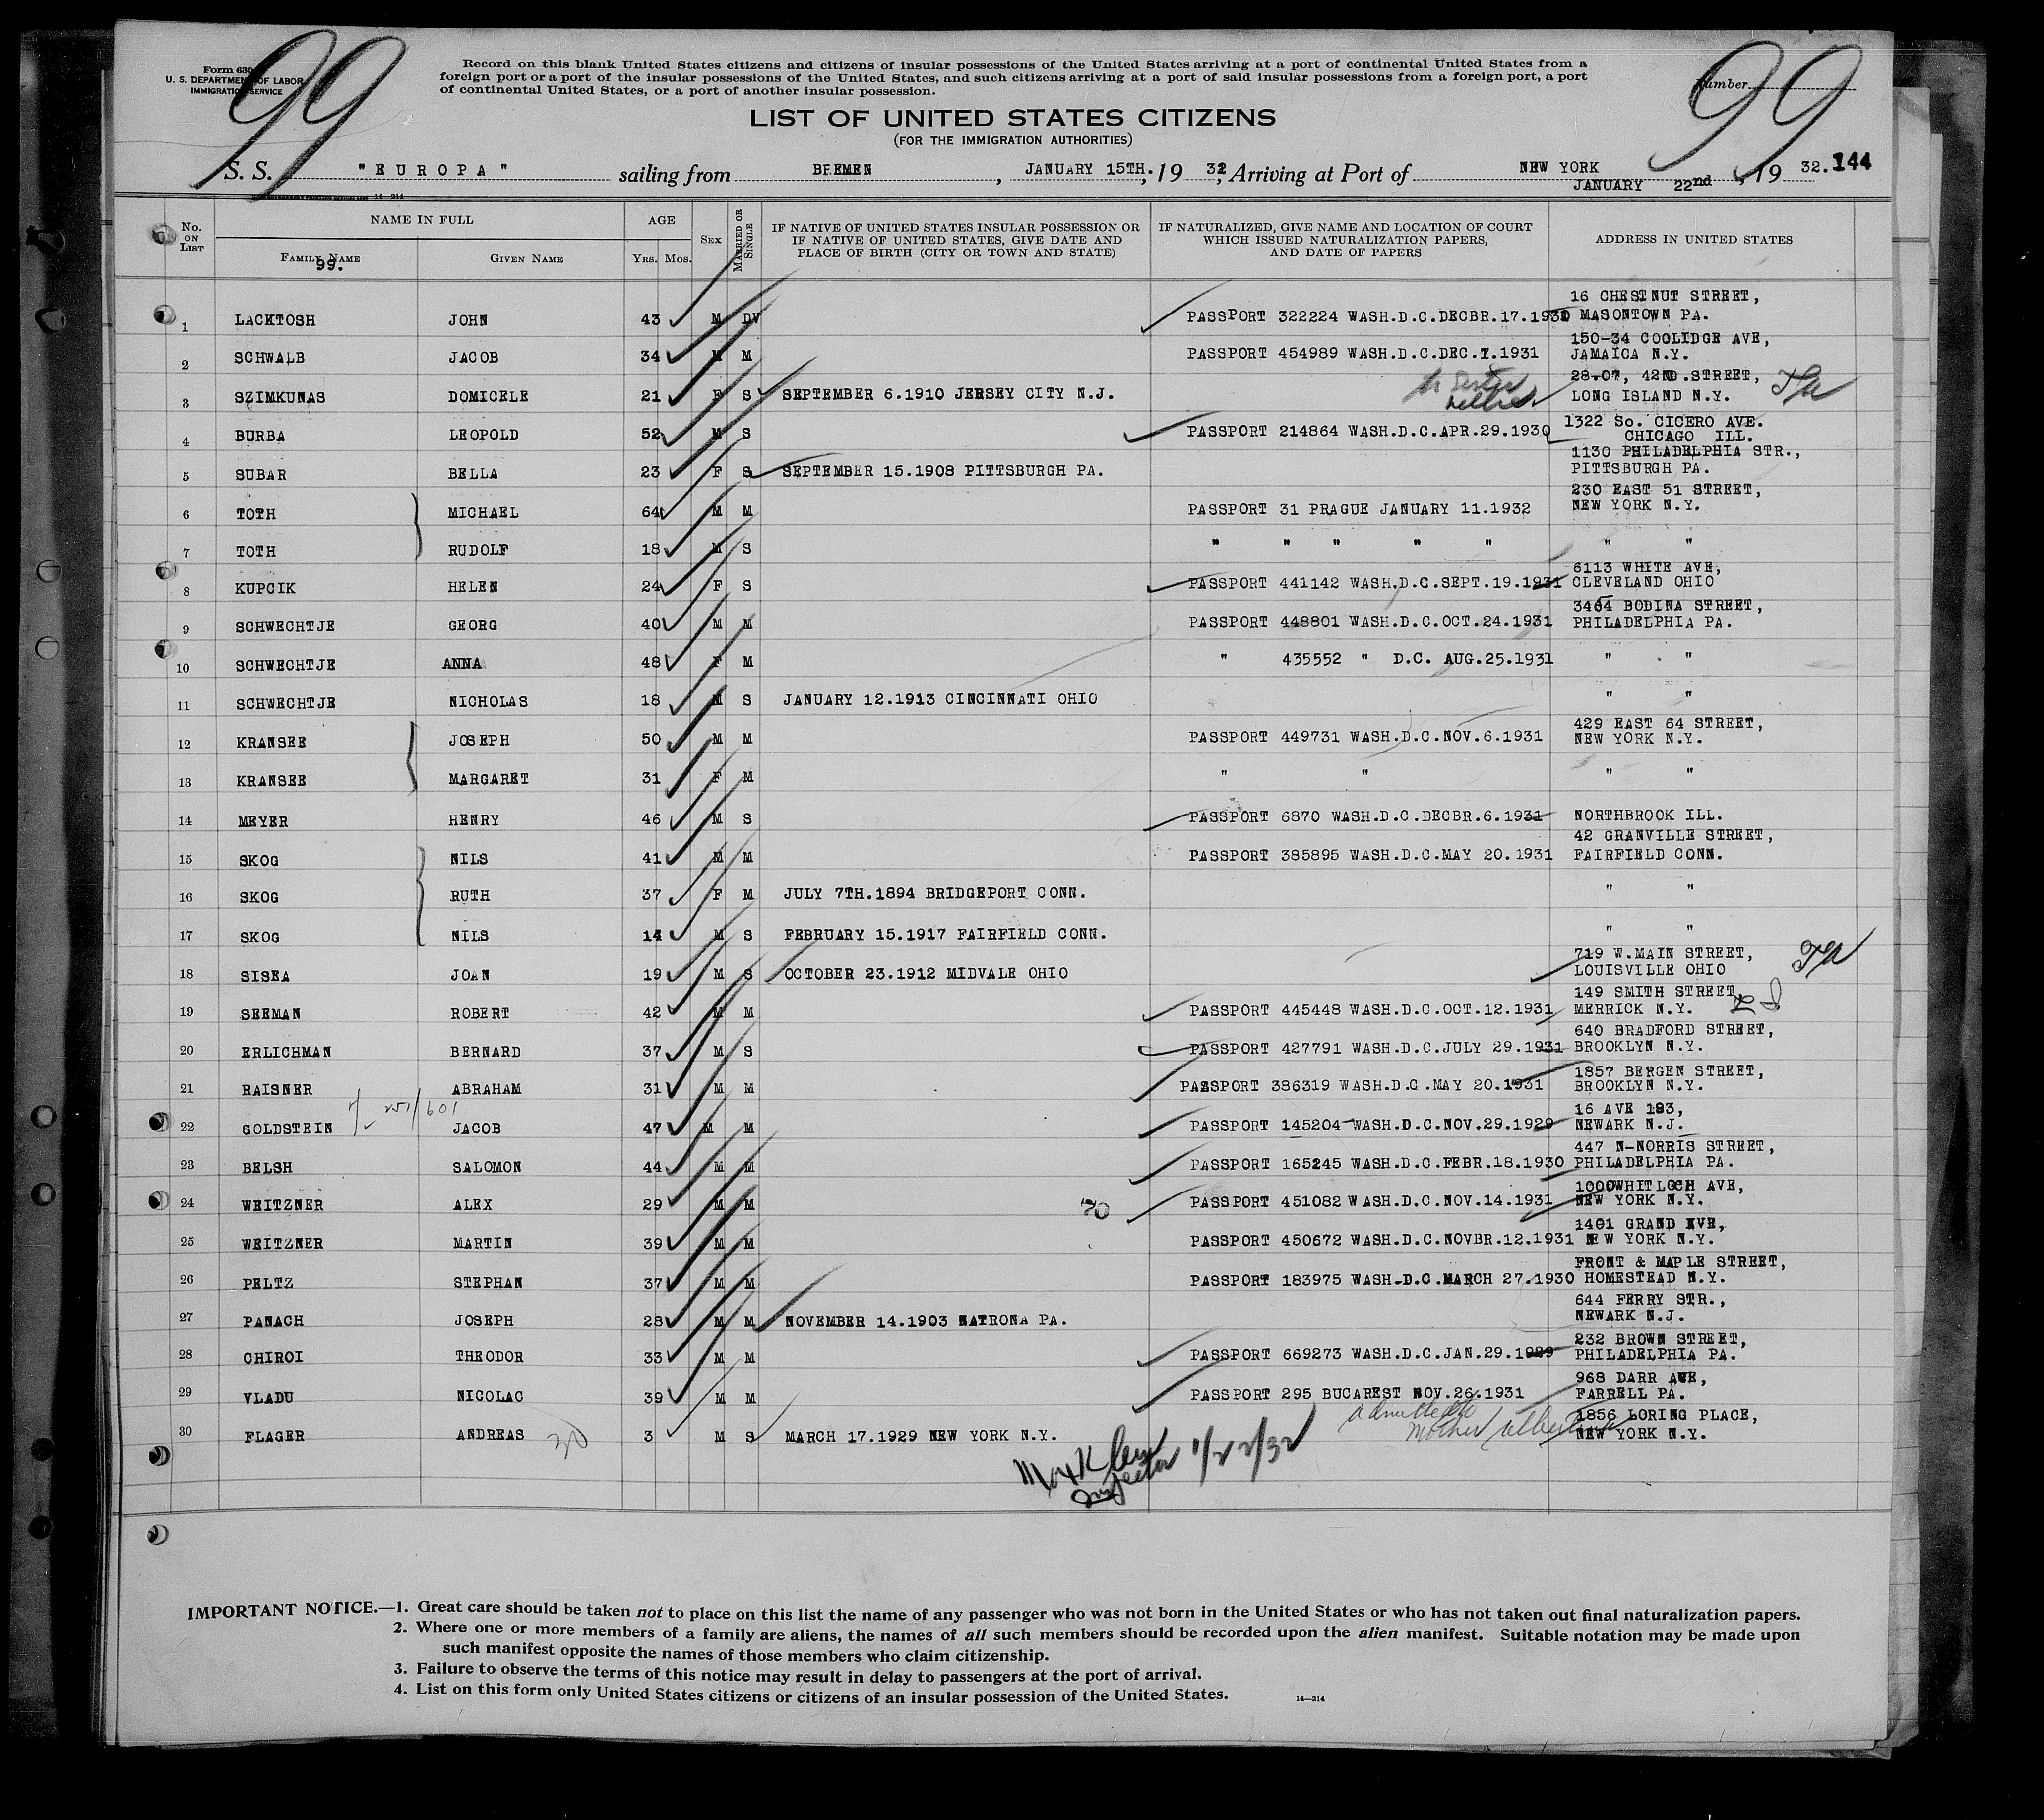 99
99
Form 630
U. S. DEPARTMENT OF LABOR
IMMIGRATION SERVICE
Record on this blank United States citizens and citizens of insular possessions of the United States arriving at a port of continental United States from a
foreign port or a port of the insular possessions of the United States, and such citizens arriving at a port of said insular possessions from a foreign port, a port
of continental United States, or a port of another insular possession.
Number
LIST OF UNITED STATES CITIZENS
(FOR THE IMMIGRATION AUTHORITIES)
S. S. "EUROPA" sailing from BREMEN, JANUARY 15TH., 19 32, Arriving at Port of NEW YORK JANUARY 22nd, 19 32. 144
14-214
No. ON LIST
NAME IN FULL
FAMILY NAME
GIVEN NAME
99.
AGE
YRS. MOS.
SEX
MARRIED OR SINGLE
IF NATIVE OF UNITED STATES INSULAR POSSESSION OR
IF NATIVE OF UNITED STATES, GIVE DATE AND
PLACE OF BIRTH (CITY OR TOWN AND STATE)
IF NATURALIZED, GIVE NAME AND LOCATION OF COURT
WHICH ISSUED NATURALIZATION PAPERS,
AND DATE OF PAPERS
ADDRESS IN UNITED STATES
1 LACKTOSH JOHN 43 M DV PASSPORT 322224 WASH.D.C.DECBR.17.1930 16 CHESTNUT STREET, MASONTOWN PA.
2 SCHWALB JACOB 34 M M PASSPORT 454989 WASH.D.C.DEC.7.1931 150-34 COOLIDGE AVE, JAMAICA N.Y.
3 SZIMKUNAS DOMICELE 21 F S SEPTEMBER 6.1910 JERSEY CITY N.J. 28-07, 42ND.STREET, LONG ISLAND N.Y.
4 BURBA LEOPOLD 52 M S PASSPORT 214864 WASH.D.C.APR.29.1930 1322 So. CICERO AVE. CHICAGO ILL.
5 SUBAR BELLA 23 F S SEPTEMBER 15.1908 PITTSBURGH PA. 1130 PHILADELPHIA STR., PITTSBURGH PA.
6 TOTH MICHAEL 64 M M PASSPORT 31 PRAGUE JANUARY 11.1932 230 EAST 51 STREET, NEW YORK N.Y.
7 TOTH RUDOLF 18 M S " " " " " " "
8 KUPCIK HELEN 24 F S PASSPORT 441142 WASH.D.C.SEPT.19.1931 6113 WHITE AVE, CLEVELAND OHIO
9 SCHWECHTJE GEORG 40 M M PASSPORT 448801 WASH.D.C.OCT.24.1931 3454 BODINA STREET, PHILADELPHIA PA.
10 SCHWECHTJE ANNA 48 F M " 435552 " D.C. AUG.25.1931 " "
11 SCHWECHTJE NICHOLAS 18 M S JANUARY 12.1913 CINCINNATI OHIO " "
12 KRANSEE JOSEPH 50 M M PASSPORT 449731 WASH.D.C.NOV.6.1931 429 EAST 64 STREET, NEW YORK N.Y.
13 KRANSEE MARGARET 31 F M " " " "
14 MEYER HENRY 46 M S PASSPORT 6870 WASH.D.C.DECBR.6.1931 NORTHBROOK ILL.
15 SKOG NILS 41 M M PASSPORT 385895 WASH.D.C.MAY 20.1931 42 GRANVILLE STREET, FAIRFIELD CONN.
16 SKOG RUTH 37 F M JULY 7TH.1894 BRIDGEPORT CONN. " "
17 SKOG NILS 14 M S FEBRUARY 15.1917 FAIRFIELD CONN. " "
18 SISEA JOAN 19 M S OCTOBER 23.1912 MIDVALE OHIO 719 W.MAIN STREET, LOUISVILLE OHIO
19 SEEMAN ROBERT 42 M M PASSPORT 445448 WASH.D.C.OCT.12.1931 149 SMITH STREET, MERRICK N.Y.
20 ERLICHMAN BERNARD 37 M S PASSPORT 427791 WASH.D.C.JULY 29.1931 640 BRADFORD STREET, BROOKLYN N.Y.
21 RAISNER ABRAHAM 31 M M PASSPORT 386319 WASH.D.C.MAY 20.1931 1857 BERGEN STREET, BROOKLYN N.Y.
22 GOLDSTEIN JACOB 47 M M PASSPORT 145204 WASH.D.C.NOV.29.1929 16 AVE 183, NEWARK N.J.
23 BELSH SALOMON 44 M M PASSPORT 165245 WASH.D.C.FEBR.18.1930 447 N-NORRIS STREET, PHILADELPHIA PA.
24 WEITZNER ALEX 29 M M PASSPORT 451082 WASH.D.C.NOV.14.1931 1000WHITLOCH AVE, NEW YORK N.Y.
25 WEITZNER MARTIN 39 M M PASSPORT 450672 WASH.D.C.NOVBR.12.1931 1401 GRAND AVE, NEW YORK N.Y.
26 PELTZ STEPHAN 37 M M PASSPORT 183975 WASH.D.C.MARCH 27.1930 FRONT & MAPLE STREET, HOMESTEAD N.Y.
27 PANACH JOSEPH 28 M M NOVEMBER 14.1903 NATRONA PA. 644 FERRY STR., NEWARK N.J.
28 CHIROI THEODOR 33 M M PASSPORT 669273 WASH.D.C.JAN.29.1929 232 BROWN STREET, PHILADELPHIA PA.
29 VLADU NICOLAC 39 M M PASSPORT 295 BUCAREST NOV.26.1931 968 DARR AVE, FARRELL PA.
30 FLAGER ANDREAS 30 3 M S MARCH 17.1929 NEW YORK N.Y. 1856 LORING PLACE, NEW YORK N.Y.
admitted to
Mother
Max Klein
Inspector 1/22/32
IMPORTANT NOTICE.—1. Great care should be taken not to place on this list the name of any passenger who was not born in the United States or who has not taken out final naturalization papers.
2. Where one or more members of a family are aliens, the names of all such members should be recorded upon the alien manifest. Suitable notation may be made upon
such manifest opposite the names of those members who claim citizenship.
3. Failure to observe the terms of this notice may result in delay to passengers at the port of arrival.
4. List on this form only United States citizens or citizens of an insular possession of the United States.
14—214